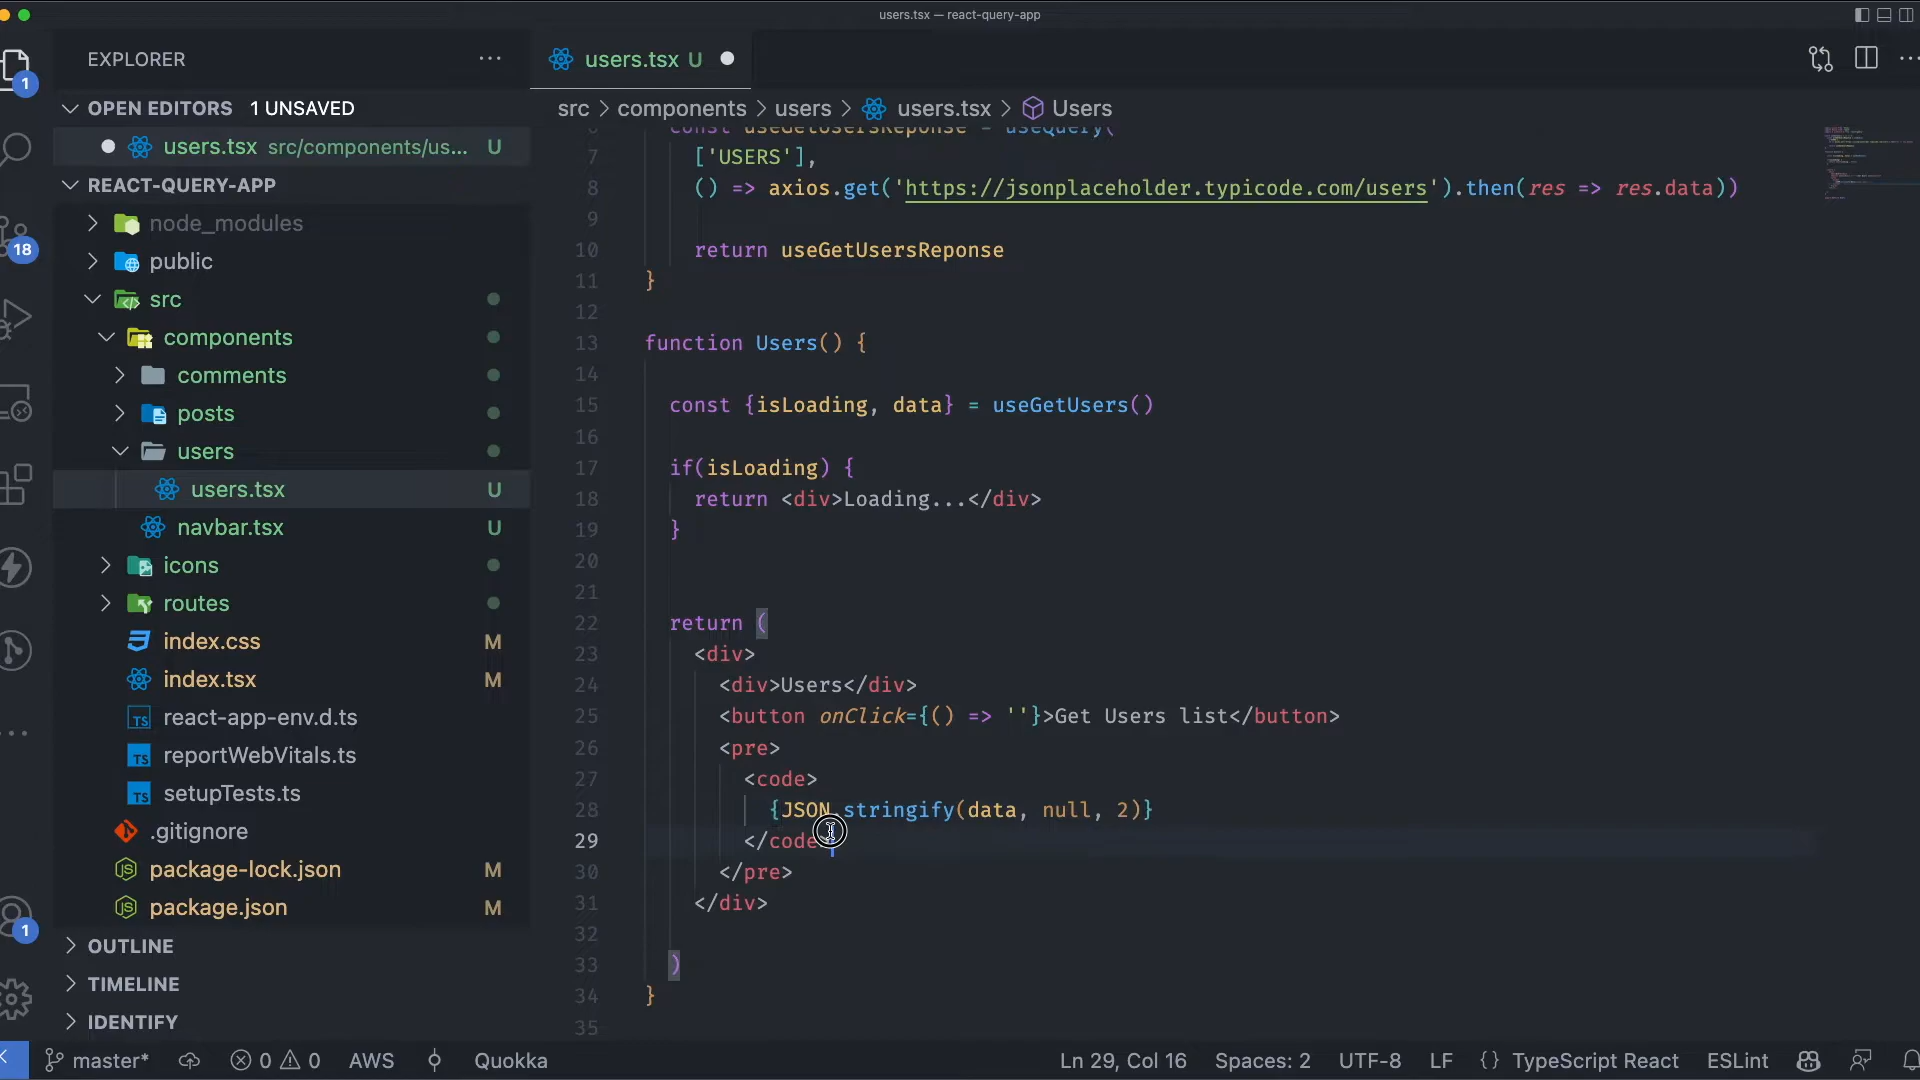 users.tsx — react-query-app
EXPLORER
users.tsx U
OPEN EDITORS 1 UNSAVED
src > components > users > users.tsx > Users
users.tsx src/components/us... U
REACT-QUERY-APP
node_modules
public
src
components
comments
posts
users
users.tsx U
navbar.tsx U
icons
routes
index.css M
index.tsx M
react-app-env.d.ts
reportWebVitals.ts
setupTests.ts
.gitignore
package-lock.json M
package.json M
OUTLINE
TIMELINE
IDENTIFY
1
18
1
6 const useGetUsersReponse = useQuery(
7 ['USERS'],
8 () => axios.get('https://jsonplaceholder.typicode.com/users').then(res => res.data))
9
10 return useGetUsersReponse
11 }
12
13 function Users() {
14
15 const {isLoading, data} = useGetUsers()
16
17 if(isLoading) {
18 return <div>Loading...</div>
19 }
20
21
22 return (
23 <div>
24 <div>Users</div>
25 <button onClick={() => ''}>Get Users list</button>
26 <pre>
27 <code>
28 {JSON.stringify(data, null, 2)}
29 </code>
30 </pre>
31 </div>
32
33 )
34 }
35
master* 0 0 AWS Quokka Ln 29, Col 16 Spaces: 2 UTF-8 LF {} TypeScript React ESLint